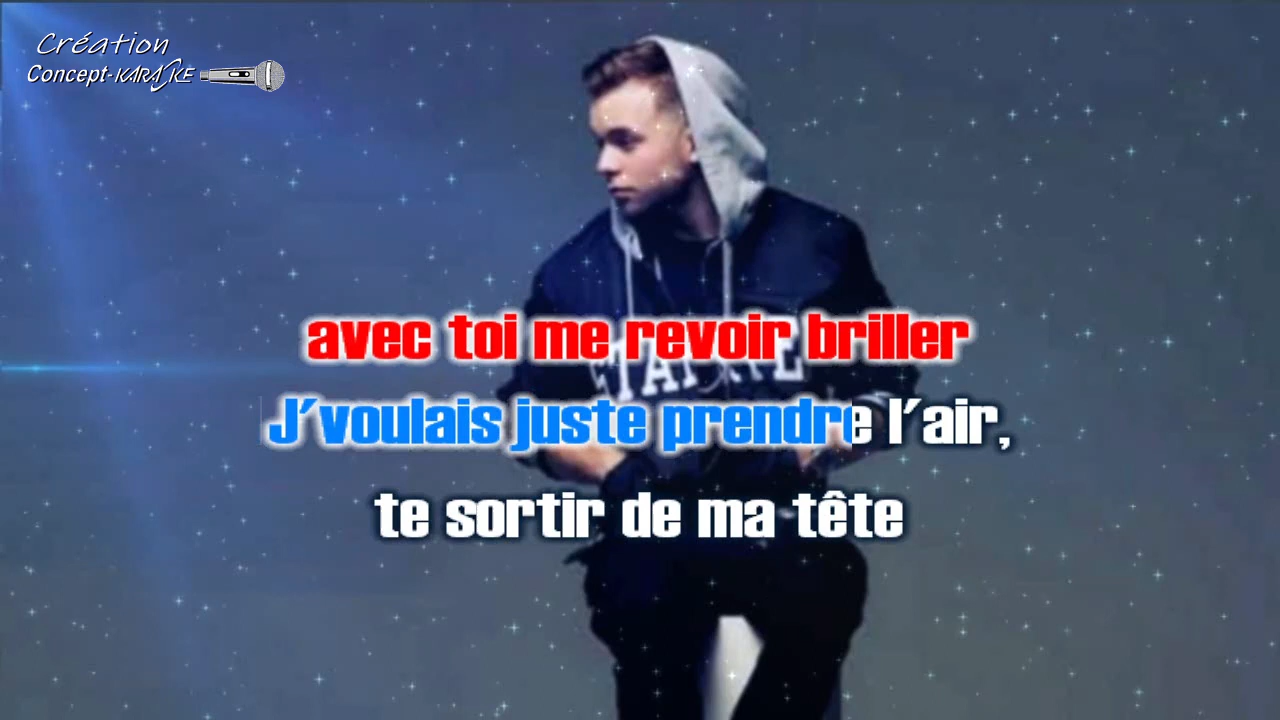 Création
Concept-KARAOKE
avec toi me revoir briller
J'voulais juste prendre l'air,
te sortir de ma tête